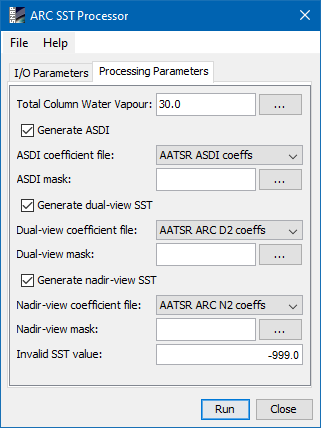 SNAP
ARC SST Processor
File Help
I/O Parameters Processing Parameters
Total Column Water Vapour: 30.0 ...
Generate ASDI
ASDI coefficient file: AATSR ASDI coeffs
ASDI mask: ...
Generate dual-view SST
Dual-view coefficient file: AATSR ARC D2 coeffs
Dual-view mask: ...
Generate nadir-view SST
Nadir-view coefficient file: AATSR ARC N2 coeffs
Nadir-view mask: ...
Invalid SST value: -999.0
Run Close